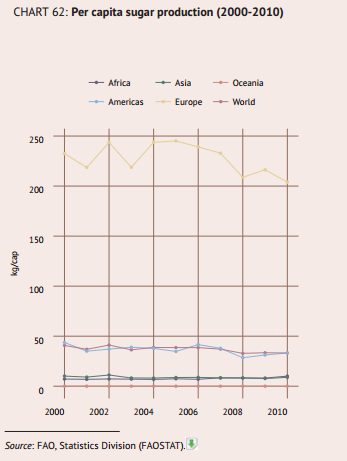 CHART 62: Per capita sugar production (2000-2010)
Africa Asia Oceania
Americas Europe World
250
200
150
100
50
0
kg/cap
2000 2002 2004 2006 2008 2010
Source: FAO, Statistics Division (FAOSTAT).